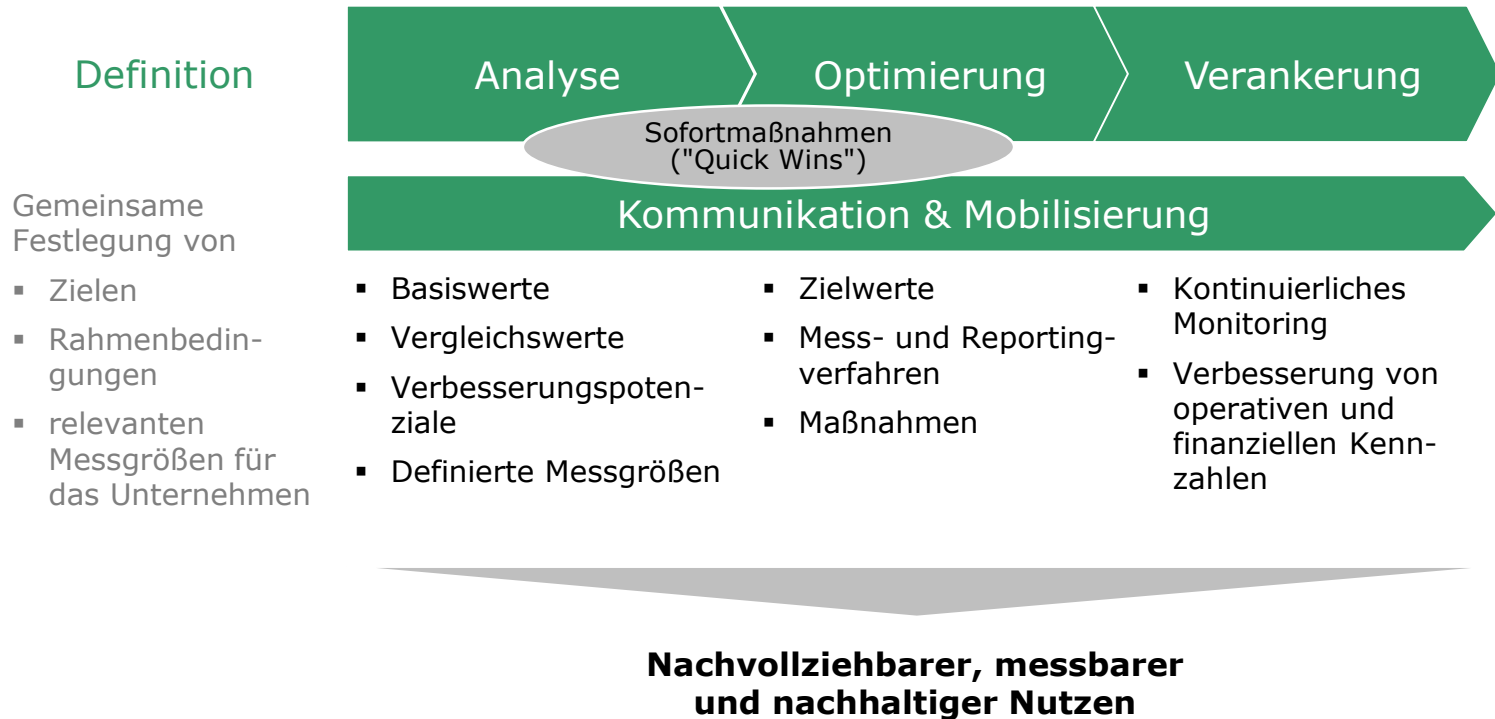 Definition
Analyse
Optimierung
Verankerung
Sofortmaßnahmen
("Quick Wins")
Kommunikation & Mobilisierung
Gemeinsame
Festlegung von
▪ Zielen
▪ Rahmenbedin-
gungen
▪ relevanten
Messgrößen für
das Unternehmen
▪ Basiswerte
▪ Vergleichswerte
▪ Verbesserungspoten-
ziale
▪ Definierte Messgrößen
▪ Zielwerte
▪ Mess- und Reporting-
verfahren
▪ Maßnahmen
▪ Kontinuierliches
Monitoring
▪ Verbesserung von
operativen und
finanziellen Kenn-
zahlen
Nachvollziehbarer, messbarer
und nachhaltiger Nutzen